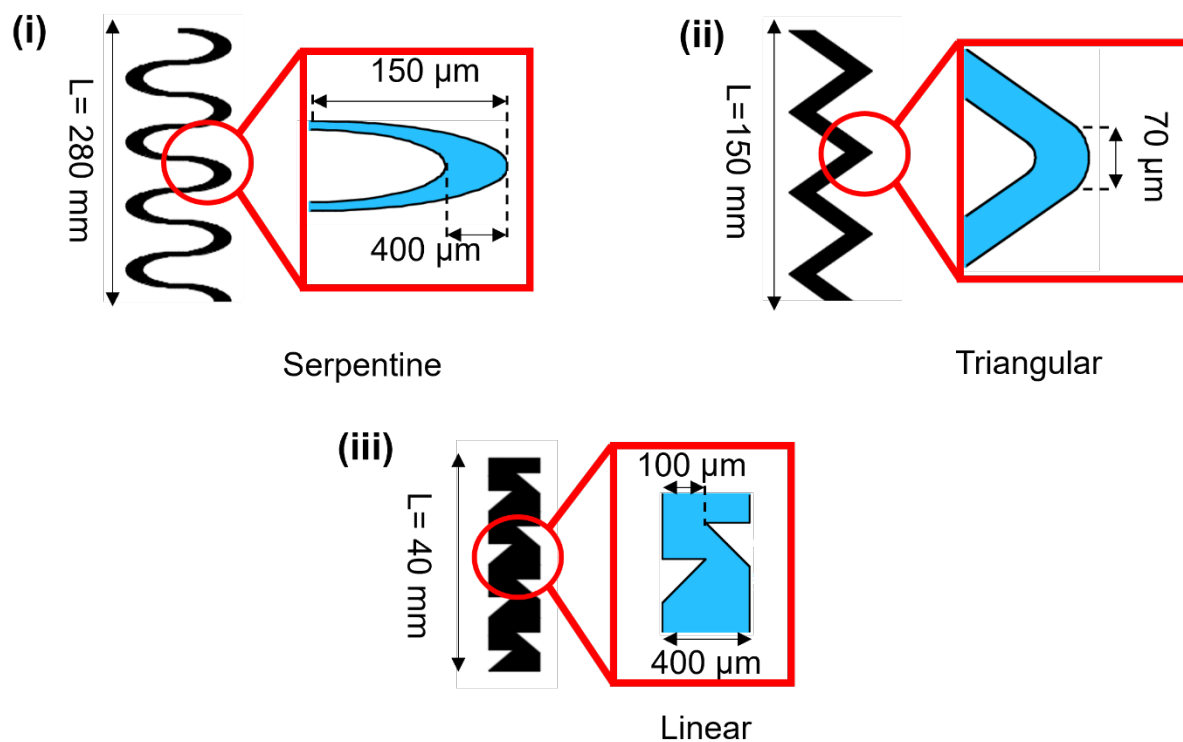 (i)
L= 280 mm
150 µm
400 µm
Serpentine
(ii)
L=150 mm
70 µm
Triangular
(iii)
L= 40 mm
100 µm
400 µm
Linear